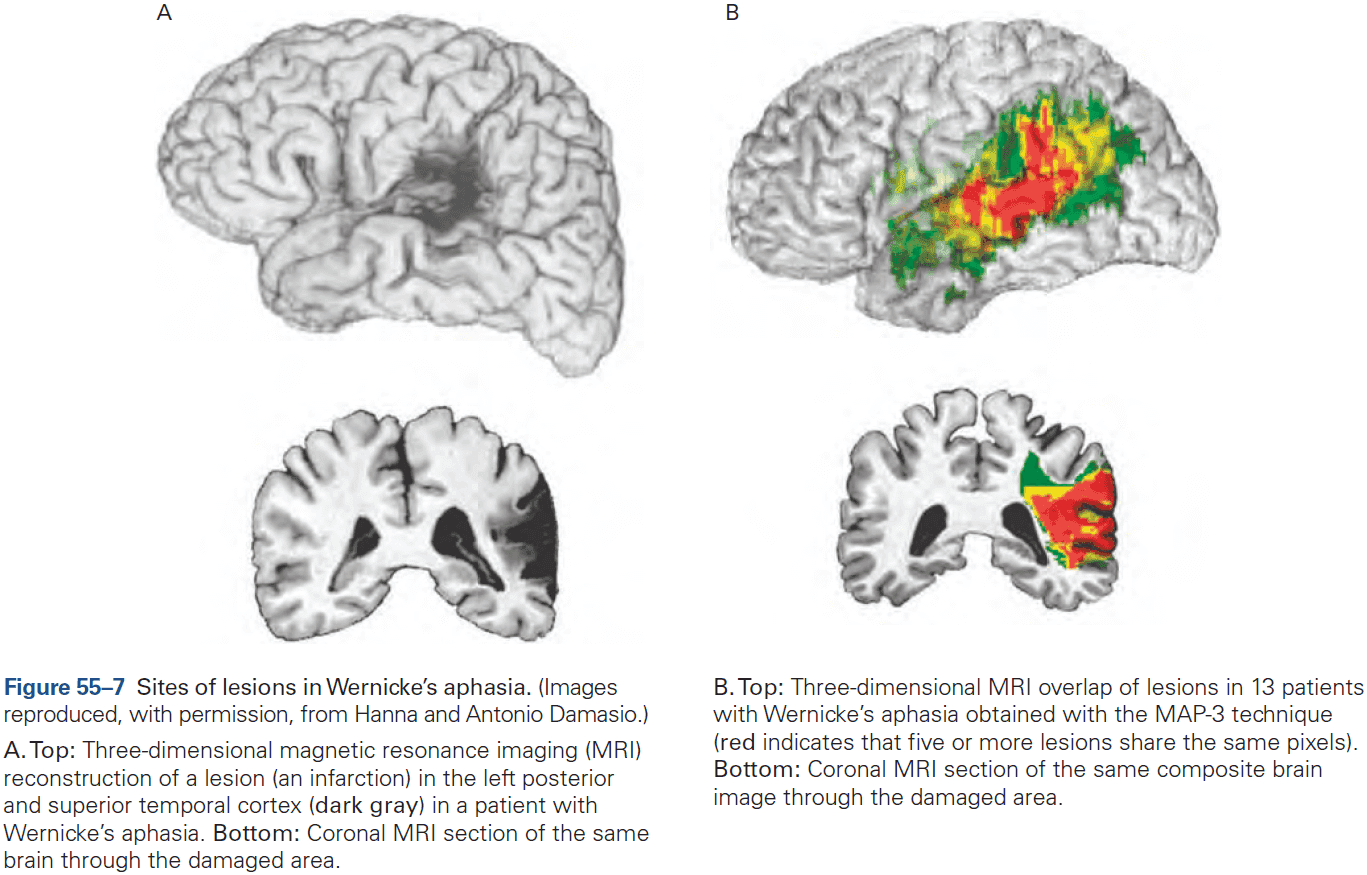 A
B
Figure 55–7 Sites of lesions in Wernicke’s aphasia. (Images
reproduced, with permission, from Hanna and Antonio Damasio.)
A. Top: Three-dimensional magnetic resonance imaging (MRI)
reconstruction of a lesion (an infarction) in the left posterior
and superior temporal cortex (dark gray) in a patient with
Wernicke’s aphasia. Bottom: Coronal MRI section of the same
brain through the damaged area.
B. Top: Three-dimensional MRI overlap of lesions in 13 patients
with Wernicke’s aphasia obtained with the MAP-3 technique
(red indicates that five or more lesions share the same pixels).
Bottom: Coronal MRI section of the same composite brain
image through the damaged area.